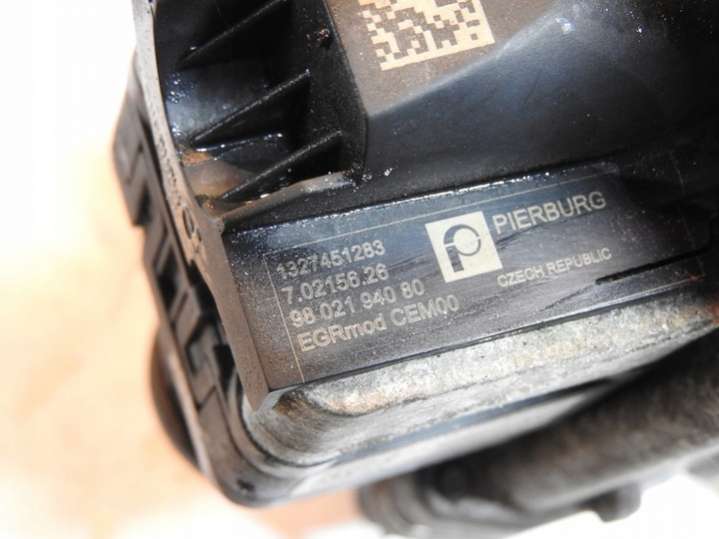 1327451283
7.02156.26
98 021 940 80
EGRmod CEM00
PIERBURG
CZECH REPUBLIC